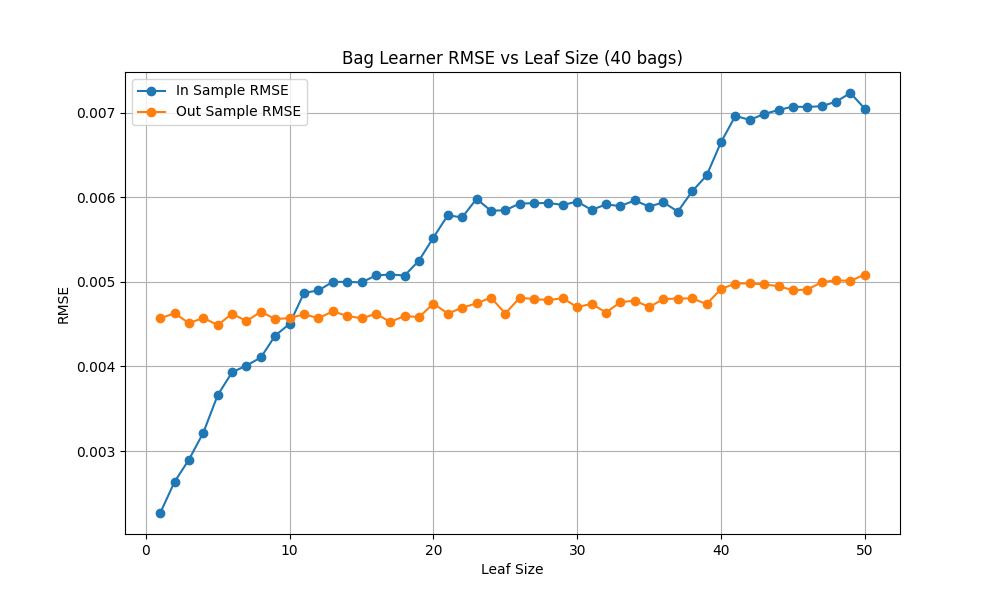 Bag Learner RMSE vs Leaf Size (40 bags)
In Sample RMSE
Out Sample RMSE
0.007
0.006
0.005
0.004
0.003
RMSE
0 10 20 30 40 50
Leaf Size